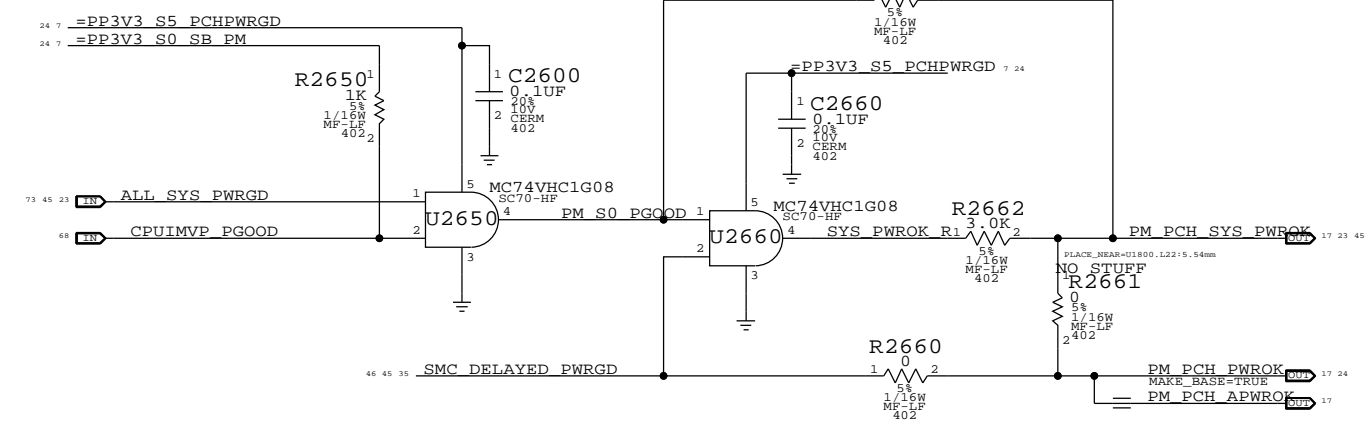 24 7 =PP3V3_S5_PCHPWRGD
24 7 =PP3V3_S0_SB_PM
R2650
1
1K
5%
1/16W
MF-LF
402
2
1
C2600
0.1UF
20%
10V
2
CERM
402
5%
1/16W
MF-LF
402
=PP3V3_S5_PCHPWRGD 7 24
1
C2660
0.1UF
20%
10V
2
CERM
402
73 45 23 IN ALL_SYS_PWRGD
68 IN CPUIMVP_PGOOD
1
2
5
U2650
4
3
MC74VHC1G08
SC70-HF
PM_S0_PGOOD
1
2
5
U2660
4
3
MC74VHC1G08
SC70-HF
SYS_PWROK_R
R2662
1
3.0K
2
5%
1/16W
MF-LF
402
PM_PCH_SYS_PWROK OUT 17 23 45
PLACE_NEAR=U1800.L22:5.54mm
NO STUFF
1
R2661
0
5%
1/16W
MF-LF
402
2
46 45 35 SMC_DELAYED_PWRGD
R2660
1
0
2
5%
1/16W
MF-LF
402
PM_PCH_PWROK OUT 17 24
MAKE_BASE=TRUE
PM_PCH_APWROK OUT 17